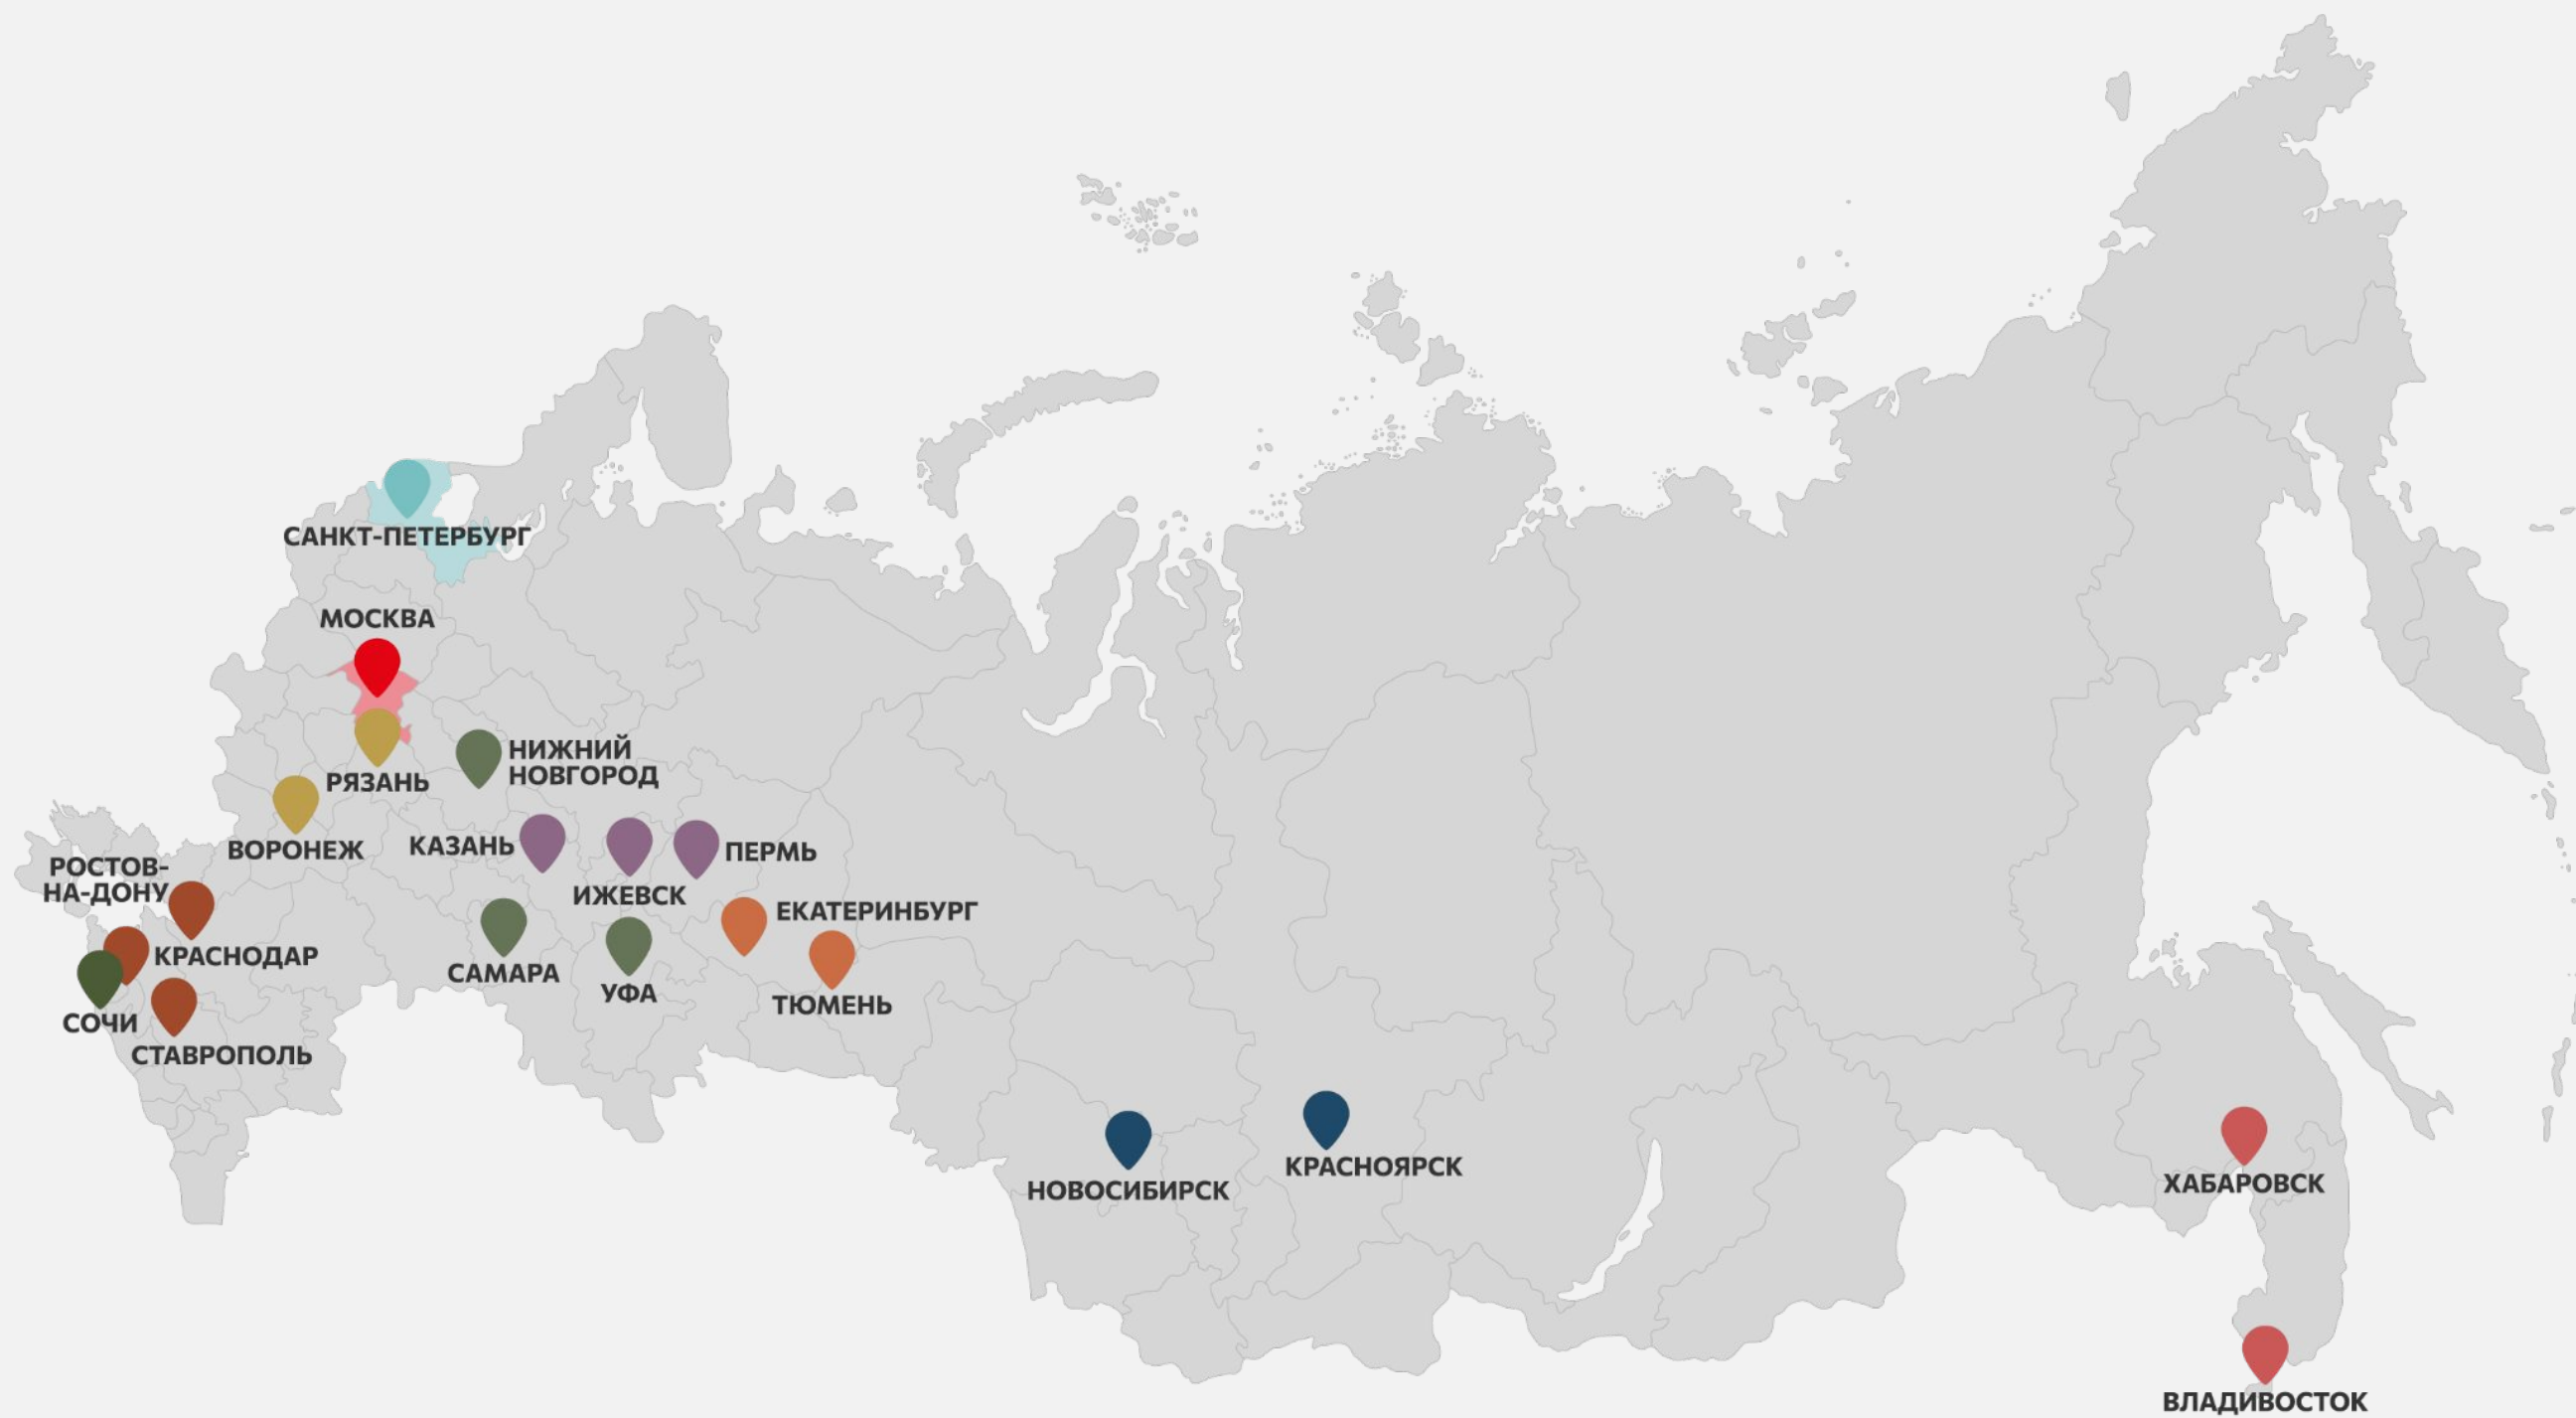 САНКТ-ПЕТЕРБУРГ
МОСКВА
НИЖНИЙ
НОВГОРОД
РЯЗАНЬ
ВОРОНЕЖ
КАЗАНЬ
ПЕРМЬ
РОСТОВ-
НА-ДОНУ
ИЖЕВСК
ЕКАТЕРИНБУРГ
КРАСНОДАР
САМАРА
УФА
ТЮМЕНЬ
СОЧИ
СТАВРОПОЛЬ
КРАСНОЯРСК
НОВОСИБИРСК
ХАБАРОВСК
ВЛАДИВОСТОК